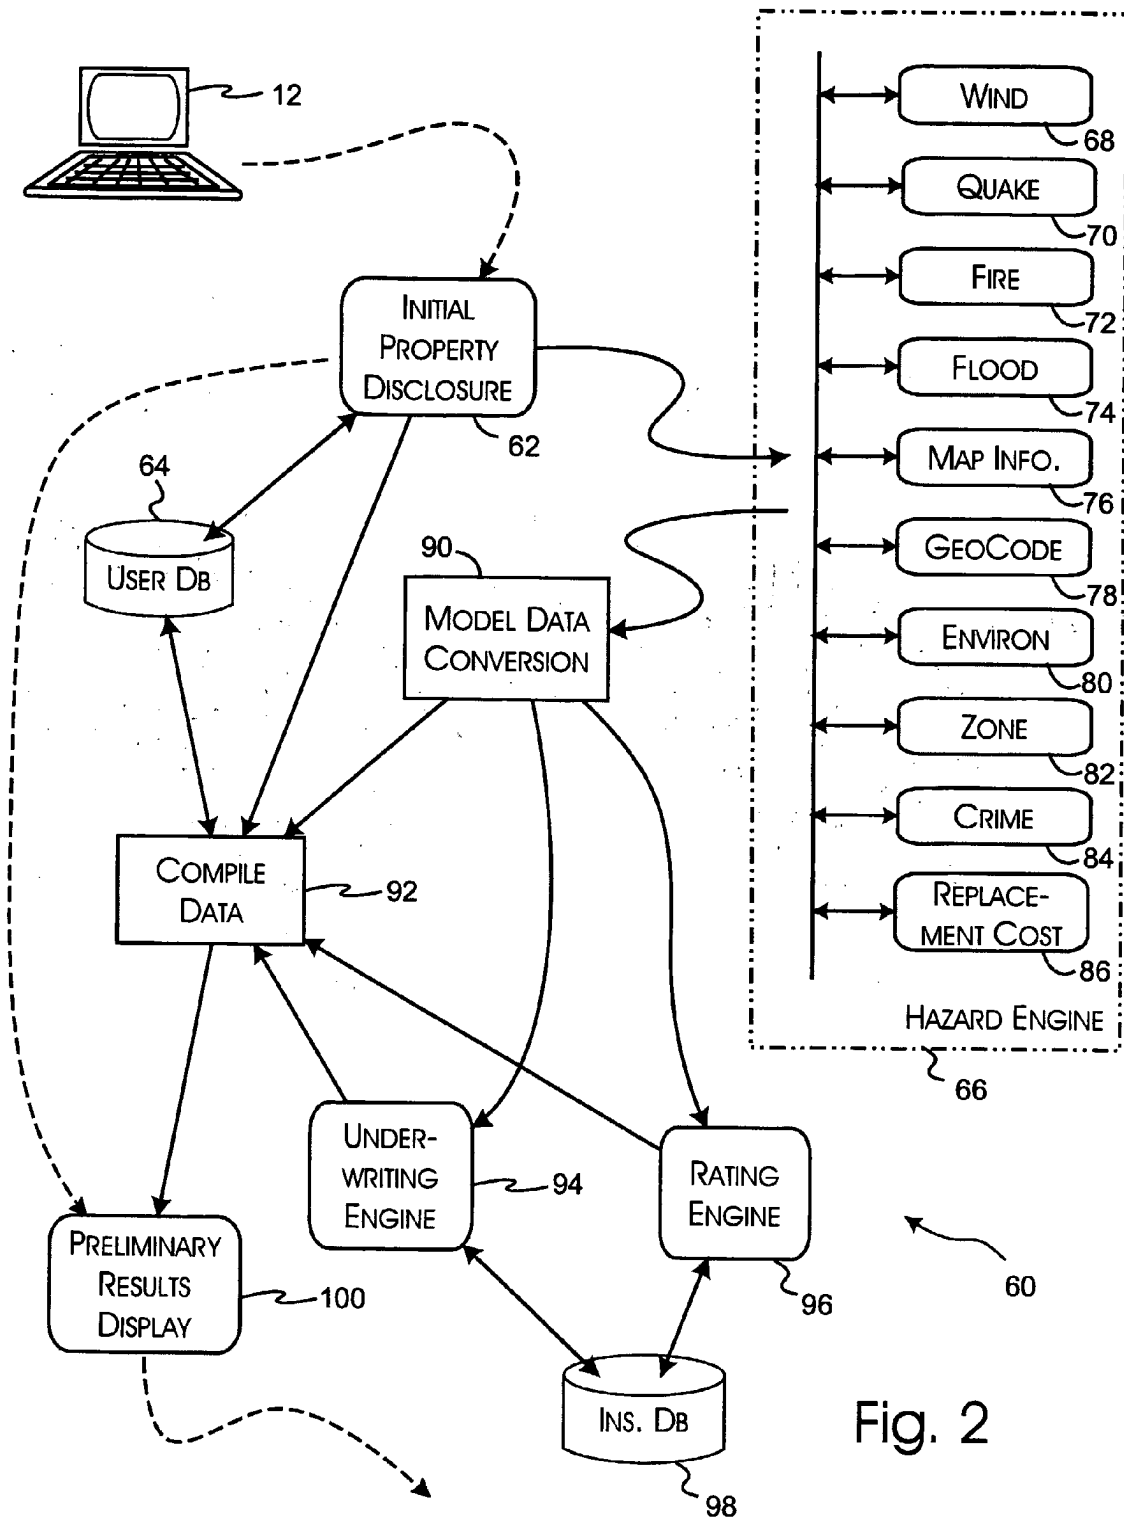 12
WIND
68
QUAKE
70
FIRE
72
FLOOD
74
MAP INFO.
76
GEOCODE
78
ENVIRON
80
ZONE
82
CRIME
84
REPLACE-
MENT COST
86
HAZARD ENGINE
66
INITIAL
PROPERTY
DISCLOSURE
62
64
USER DB
90
MODEL DATA
CONVERSION
COMPILE
DATA
92
UNDER-
WRITING
ENGINE
94
RATING
ENGINE
96
PRELIMINARY
RESULTS
DISPLAY
100
60
INS. DB
98
Fig. 2